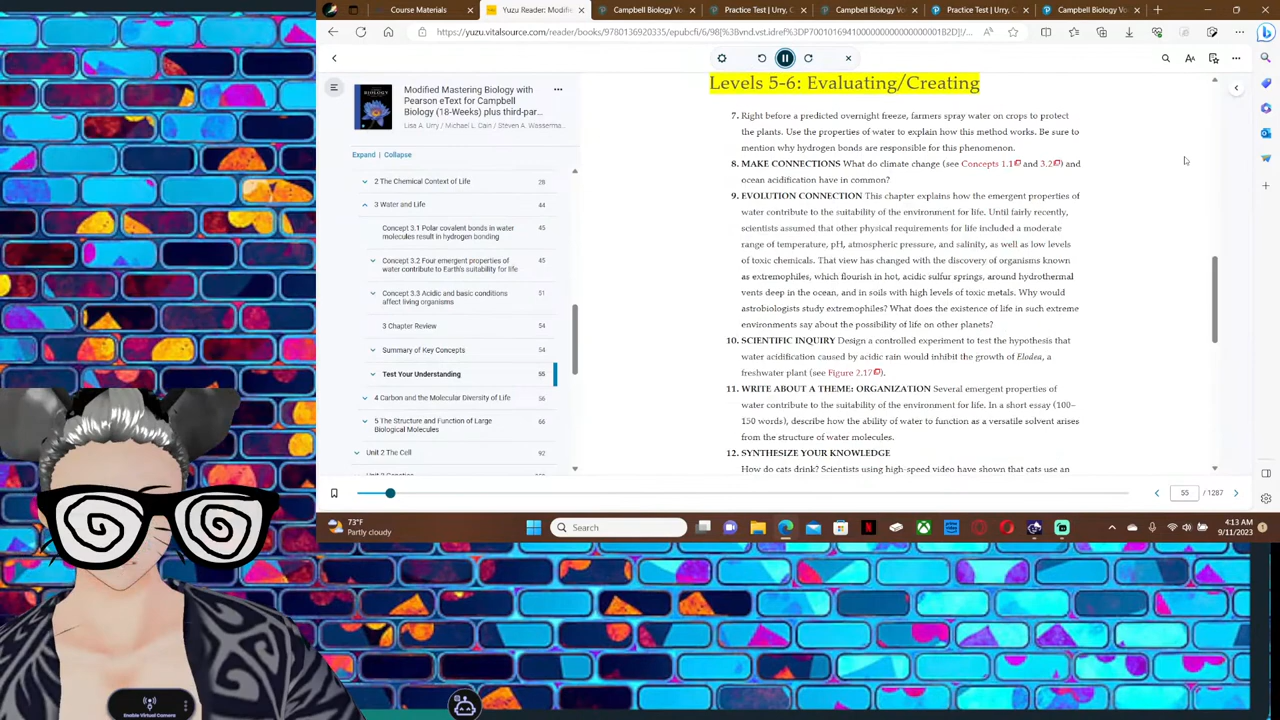 Course Materials
Yuzu Reader: Modifie
Campbell Biology Vo
Practice Test | Urry, C
Campbell Biology Vo
Practice Test | Urry, C
Campbell Biology Vo
https://yuzu.vitalsource.com/reader/books/9780136920335/epubcfi/6/98[%3Bvnd.vst.idref%3DP7001016941000000000000000001B2D]/...
Levels 5-6: Evaluating/Creating
Modified Mastering Biology with
Pearson eText for Campbell
Biology (18-Weeks) plus third-par...
Lisa A. Urry / Michael L. Cain / Steven A. Wasserma...
Expand | Collapse
2 The Chemical Context of Life 28
3 Water and Life 44
Concept 3.1 Polar covalent bonds in water 45
molecules result in hydrogen bonding
Concept 3.2 Four emergent properties of 45
water contribute to Earth's suitability for life
Concept 3.3 Acidic and basic conditions 51
affect living organisms
3 Chapter Review 54
Summary of Key Concepts 54
Test Your Understanding 55
4 Carbon and the Molecular Diversity of Life 56
5 The Structure and Function of Large 66
Biological Molecules
Unit 2 The Cell 92
7. Right before a predicted overnight freeze, farmers spray water on crops to protect
the plants. Use the properties of water to explain how this method works. Be sure to
mention why hydrogen bonds are responsible for this phenomenon.
8. MAKE CONNECTIONS What do climate change (see Concepts 1.1 and 3.2) and
ocean acidification have in common?
9. EVOLUTION CONNECTION This chapter explains how the emergent properties of
water contribute to the suitability of the environment for life. Until fairly recently,
scientists assumed that other physical requirements for life included a moderate
range of temperature, pH, atmospheric pressure, and salinity, as well as low levels
of toxic chemicals. That view has changed with the discovery of organisms known
as extremophiles, which flourish in hot, acidic sulfur springs, around hydrothermal
vents deep in the ocean, and in soils with high levels of toxic metals. Why would
astrobiologists study extremophiles? What does the existence of life in such extreme
environments say about the possibility of life on other planets?
10. SCIENTIFIC INQUIRY Design a controlled experiment to test the hypothesis that
water acidification caused by acidic rain would inhibit the growth of Elodea, a
freshwater plant (see Figure 2.17).
11. WRITE ABOUT A THEME: ORGANIZATION Several emergent properties of
water contribute to the suitability of the environment for life. In a short essay (100–
150 words), describe how the ability of water to function as a versatile solvent arises
from the structure of water molecules.
12. SYNTHESIZE YOUR KNOWLEDGE
How do cats drink? Scientists using high-speed video have shown that cats use an
55 / 1287
73°F
Partly cloudy
Search
4:13 AM
9/11/2023
Enable Virtual Camera